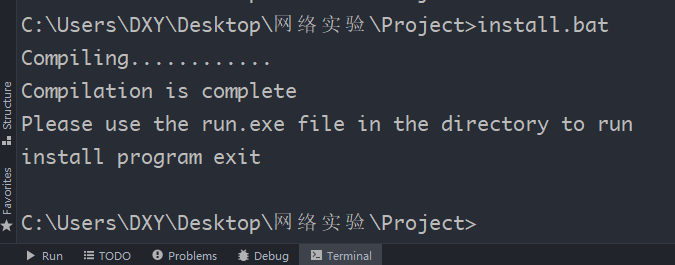 C:\Users\DXY\Desktop\网络实验\Project>install.bat
Compiling............
Compilation is complete
Please use the run.exe file in the directory to run
install program exit
C:\Users\DXY\Desktop\网络实验\Project>
Structure
Favorites
Run TODO Problems Debug Terminal